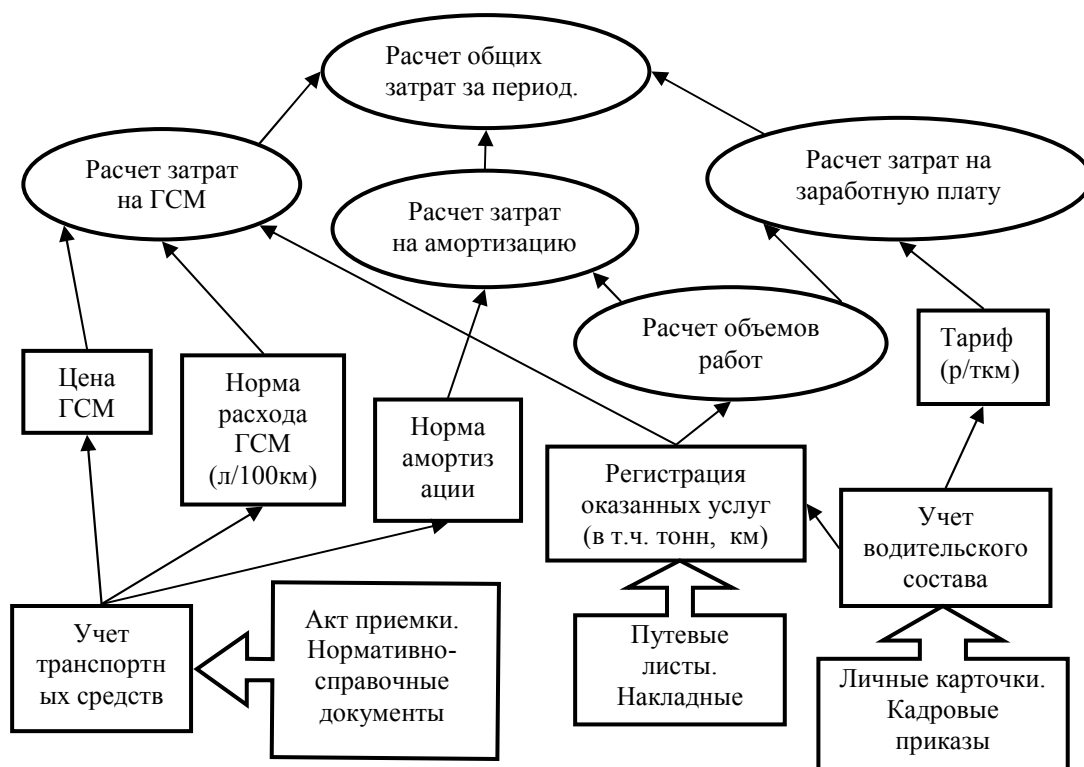 Расчет общих
затрат за период.
Расчет затрат
на ГСМ
Расчет затрат
на амортизацию
Расчет затрат на
заработную плату
Расчет объемов
работ
Цена
ГСМ
Норма
расхода
ГСМ
(л/100км)
Норма
амортиз
ации
Тариф
(р/ткм)
Регистрация
оказанных услуг
(в т.ч. тонн, км)
Учет
водительского
состава
Учет
транспортн
ых средств
Акт приемки.
Нормативно-
справочные
документы
Путевые
листы.
Накладные
Личные карточки.
Кадровые
приказы